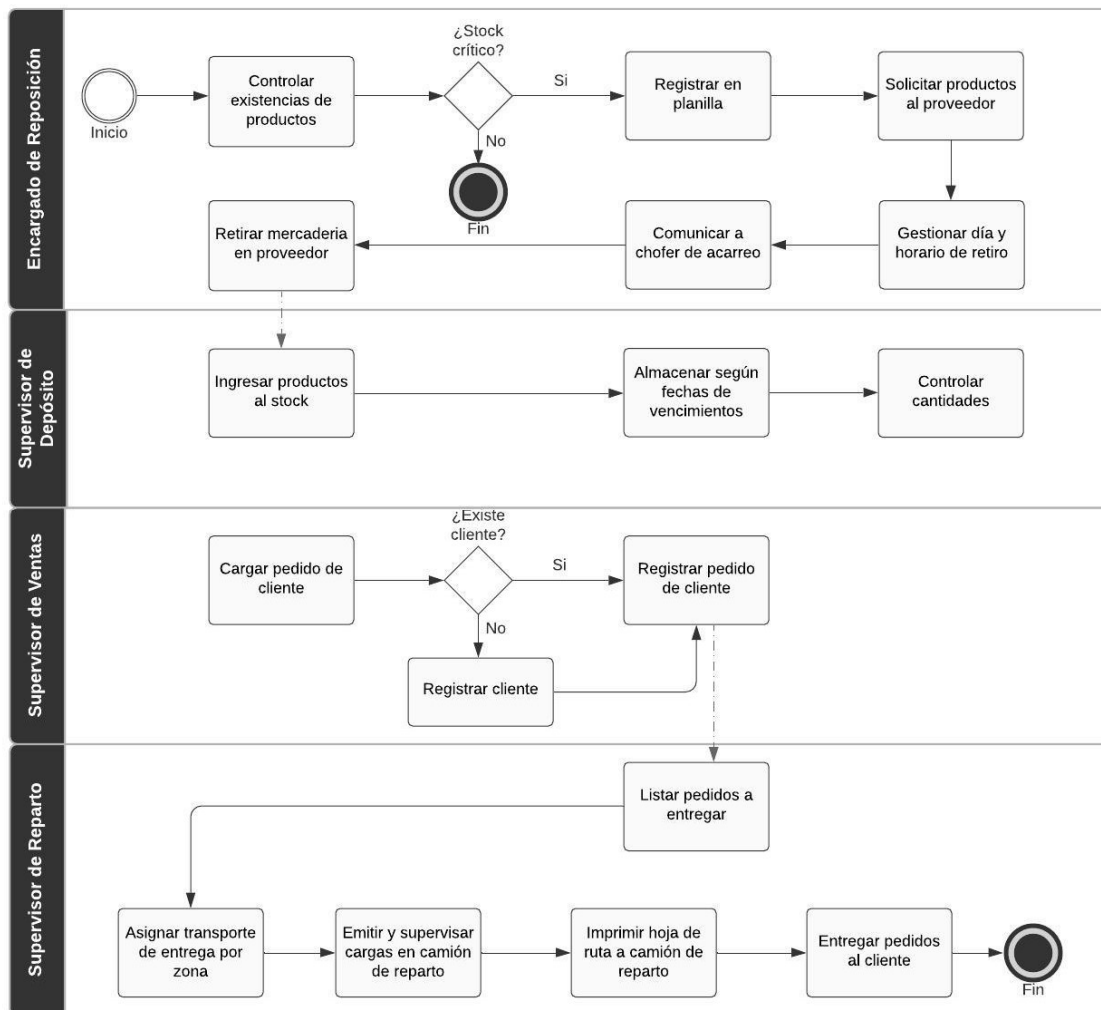 Encargado de Reposición
¿Stock
crítico?
Inicio
Controlar
existencias de
productos
Si
No
Fin
Registrar en
planilla
Solicitar productos
al proveedor
Gestionar día y
horario de retiro
Comunicar a
chofer de acarreo
Retirar mercaderia
en proveedor
Supervisor de
Depósito
Ingresar productos
al stock
Almacenar según
fechas de
vencimientos
Controlar
cantidades
Supervisor de Ventas
Cargar pedido de
cliente
¿Existe
cliente?
Si
No
Registrar pedido
de cliente
Registrar cliente
Supervisor de Reparto
Listar pedidos a
entregar
Asignar transporte
de entrega por
zona
Emitir y supervisar
cargas en camión
de reparto
Imprimir hoja de
ruta a camión de
reparto
Entregar pedidos
al cliente
Fin